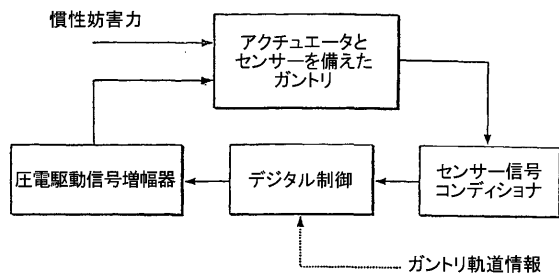 慣性妨害力
アクチュエータと
センサーを備えた
ガントリ
圧電駆動信号増幅器
デジタル制御
センサー信号
コンディショナ
ガントリ軌道情報